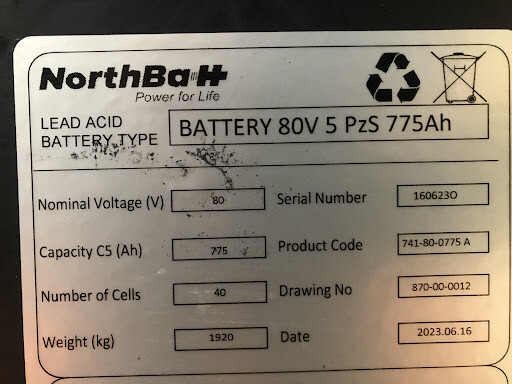 NorthBatt
Power for Life
LEAD ACID
BATTERY TYPE
BATTERY 80V 5 PzS 775Ah
Nominal Voltage (V) 80 Serial Number 160623O
Capacity C5 (Ah) 775 Product Code 741-80-0775 A
Number of Cells 40 Drawing No 870-00-0012
Weight (kg) 1920 Date 2023.06.16